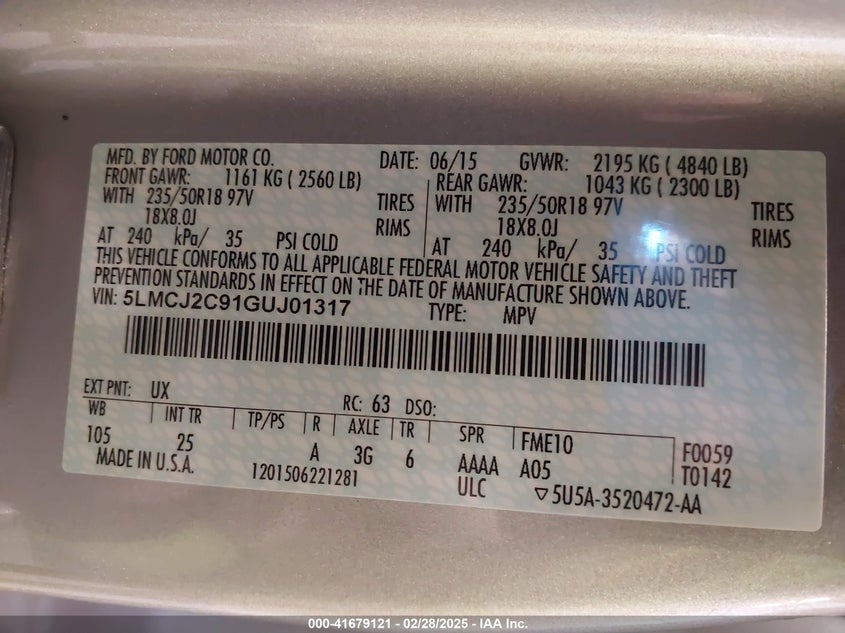 MFD. BY FORD MOTOR CO. DATE: 06/15 GVWR: 2195 KG ( 4840 LB)
FRONT GAWR: 1161 KG ( 2560 LB) REAR GAWR: 1043 KG ( 2300 LB)
WITH 235/50R18 97V TIRES WITH 235/50R18 97V TIRES
18X8.0J RIMS 18X8.0J RIMS
AT 240 kPa/ 35 PSI COLD AT 240 kPa/ 35 PSI COLD
THIS VEHICLE CONFORMS TO ALL APPLICABLE FEDERAL MOTOR VEHICLE SAFETY AND THEFT
PREVENTION STANDARDS IN EFFECT ON THE DATE OF MANUFACTURE SHOWN ABOVE.
VIN: 5LMCJ2C91GUJ01317 TYPE: MPV
EXT PNT: UX RC: 63 DSO:
WB INT TR TP/PS R AXLE TR SPR FME10 F0059
105 25 A 3G 6 AAAA A05 T0142
MADE IN U.S.A. 1201506221281 ULC ▽5U5A-3520472-AA
000-41679121 - 02/28/2025 - IAA Inc.